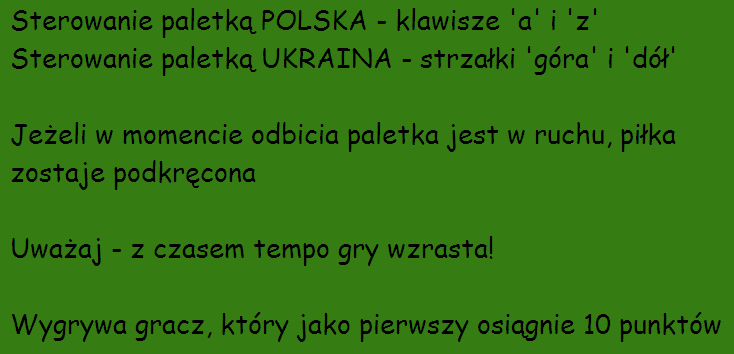 Sterowanie paletką POLSKA - klawisze 'a' i 'z'
Sterowanie paletką UKRAINA - strzałki 'góra' i 'dół'
Jeżeli w momencie odbicia paletka jest w ruchu, piłka
zostaje podkręcona
Uważaj - z czasem tempo gry wzrasta!
Wygrywa gracz, który jako pierwszy osiągnie 10 punktów